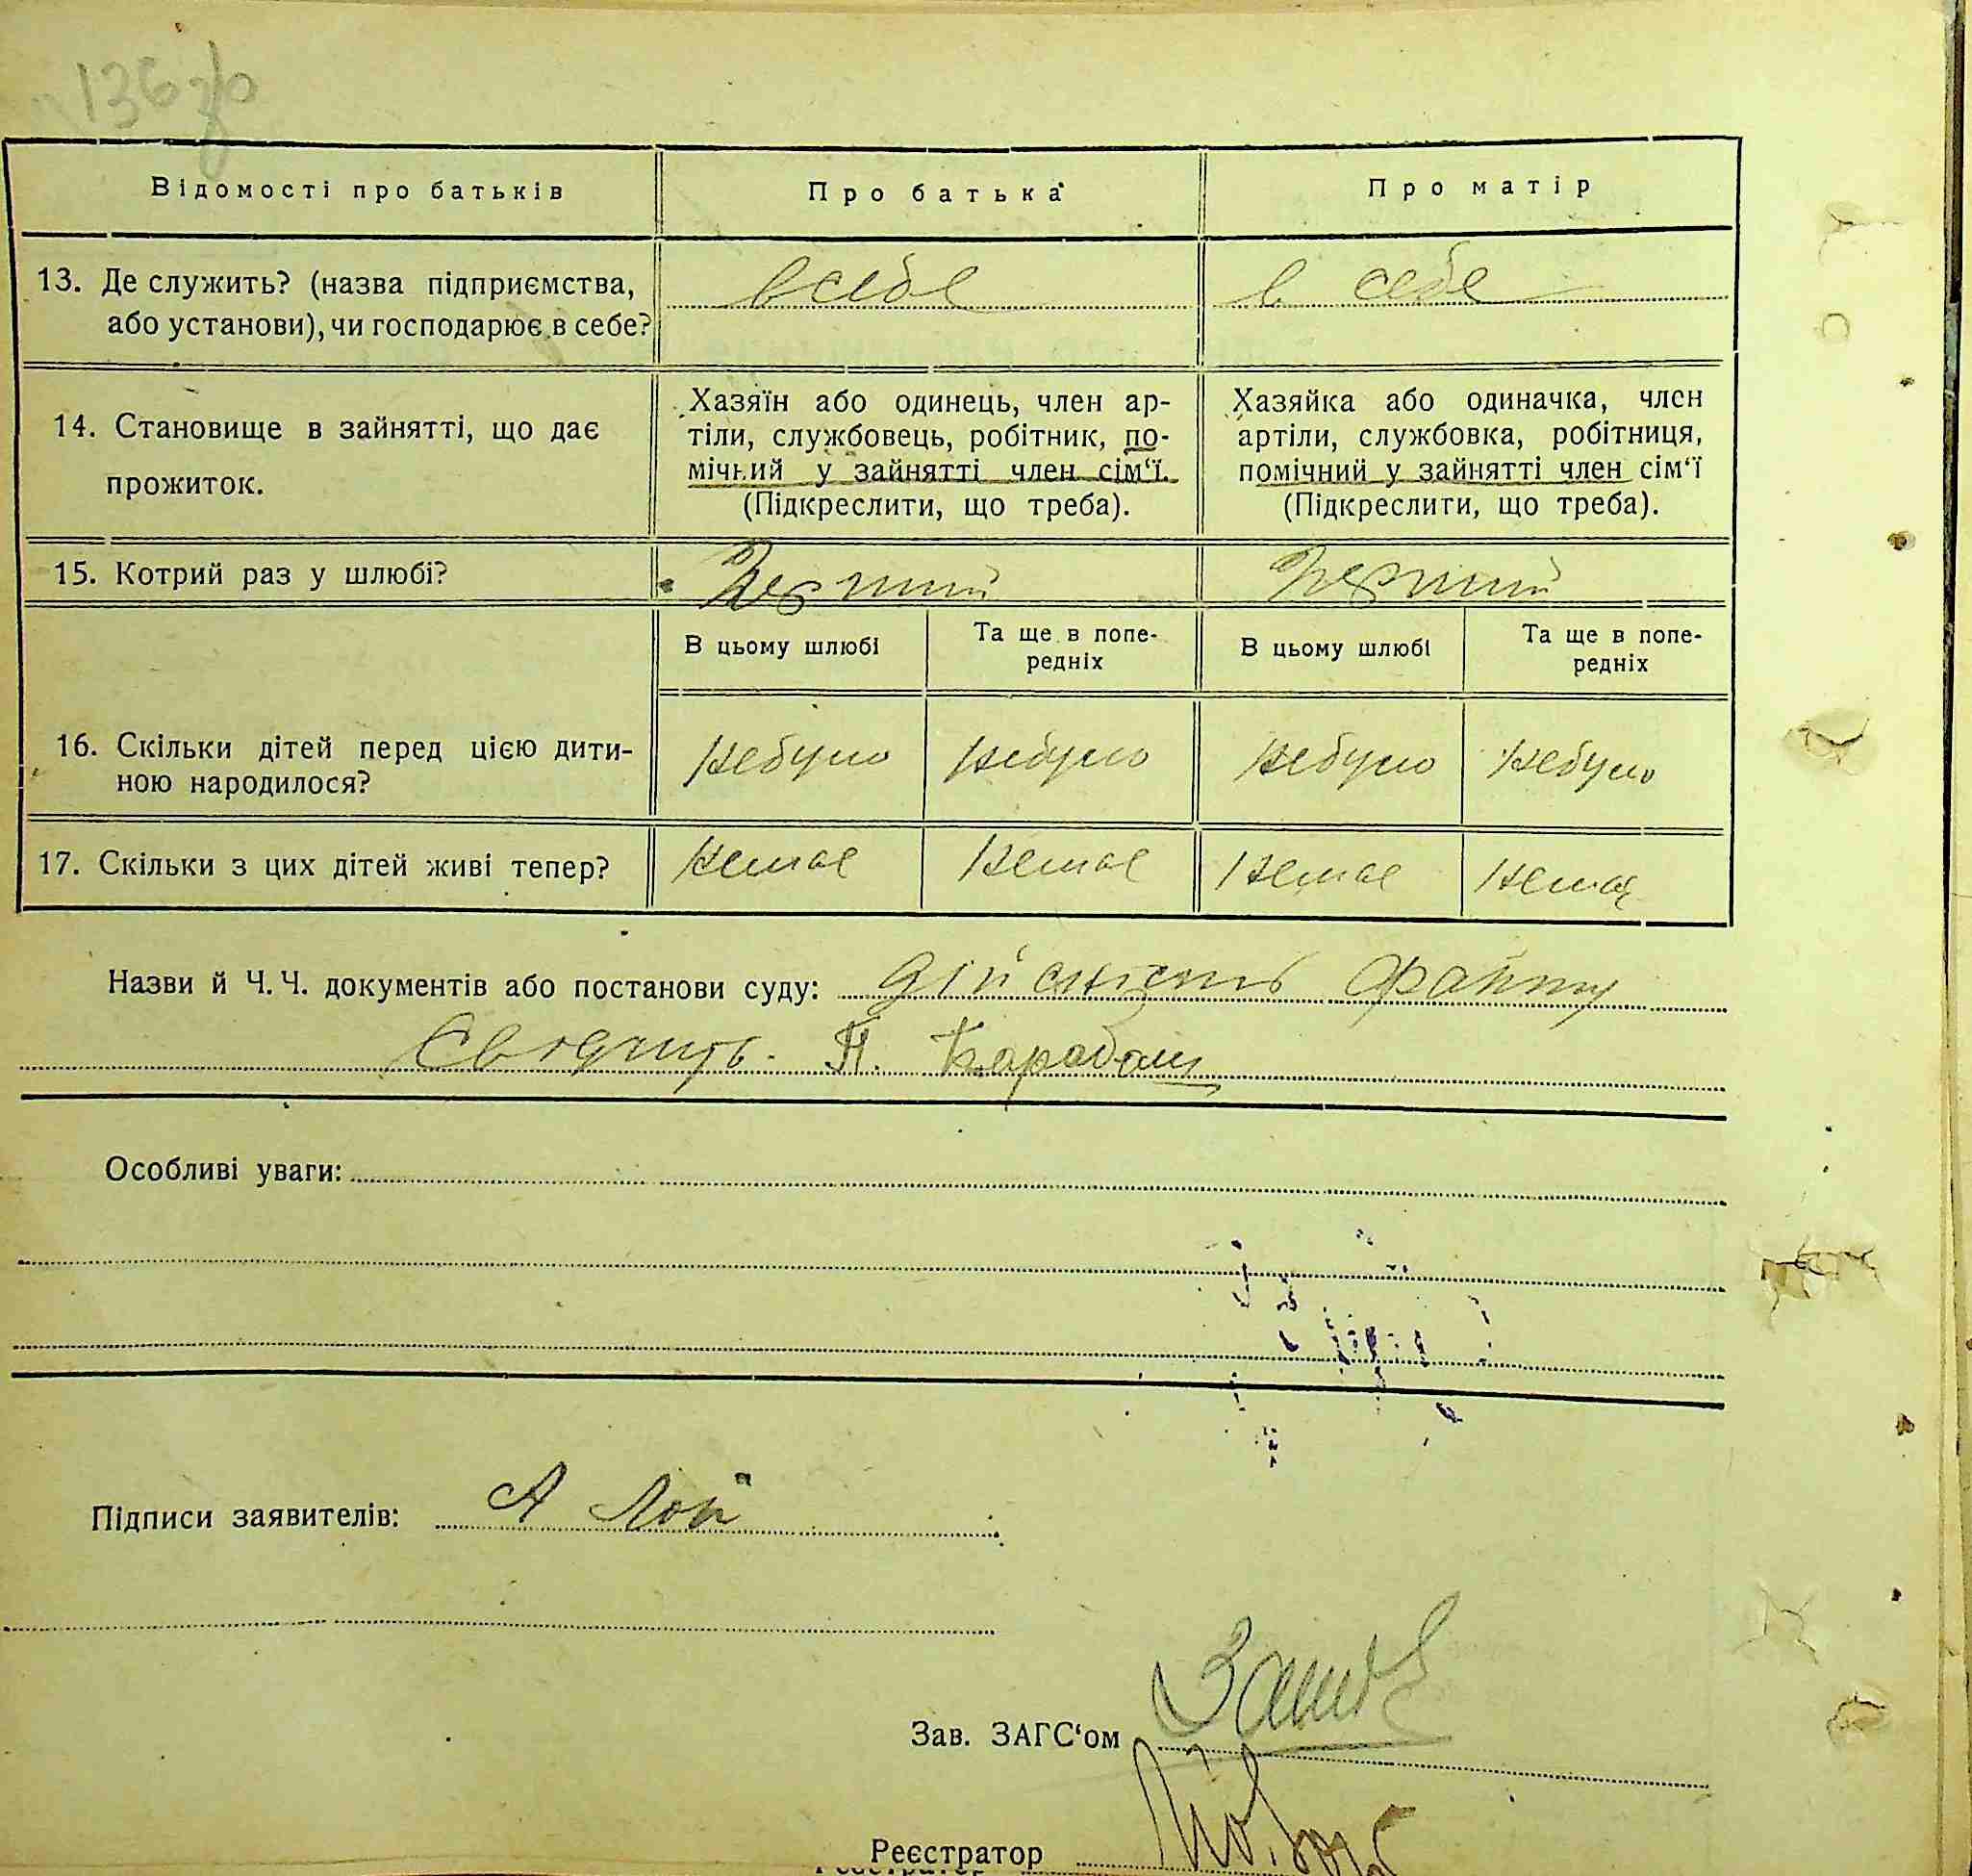 136 зв
Відомості про батьків Про батька Про матір
13. Де служить? (назва підприємства, або установи), чи господарює в себе? в себе в себе
14. Становище в зайнятті, що дає прожиток.
Хазяїн або одинець, член ар-
тіли, службовець, робітник, по-
мічний у зайнятті член сім‘ї.
(Підкреслити, що треба).
Хазяйка або одиначка, член
артіли, службовка, робітниця,
помічний у зайнятті член сім‘ї
(Підкреслити, що треба).
15. Котрий раз у шлюбі? Перший Перший
В цьому шлюбі Та ще в попе-
редніх В цьому шлюбі Та ще в попе-
редніх
16. Скільки дітей перед цією дити-
ною народилося? небуло небуло небуло небуло
17. Скільки з цих дітей живі тепер? немає немає немає немає
Назви й Ч. Ч. документів або постанови суду: дійсність факту
Свідчить. П.
Особливі уваги:
Підписи заявителів: А Лой
Зав. ЗАГС‘ом
Реєстратор